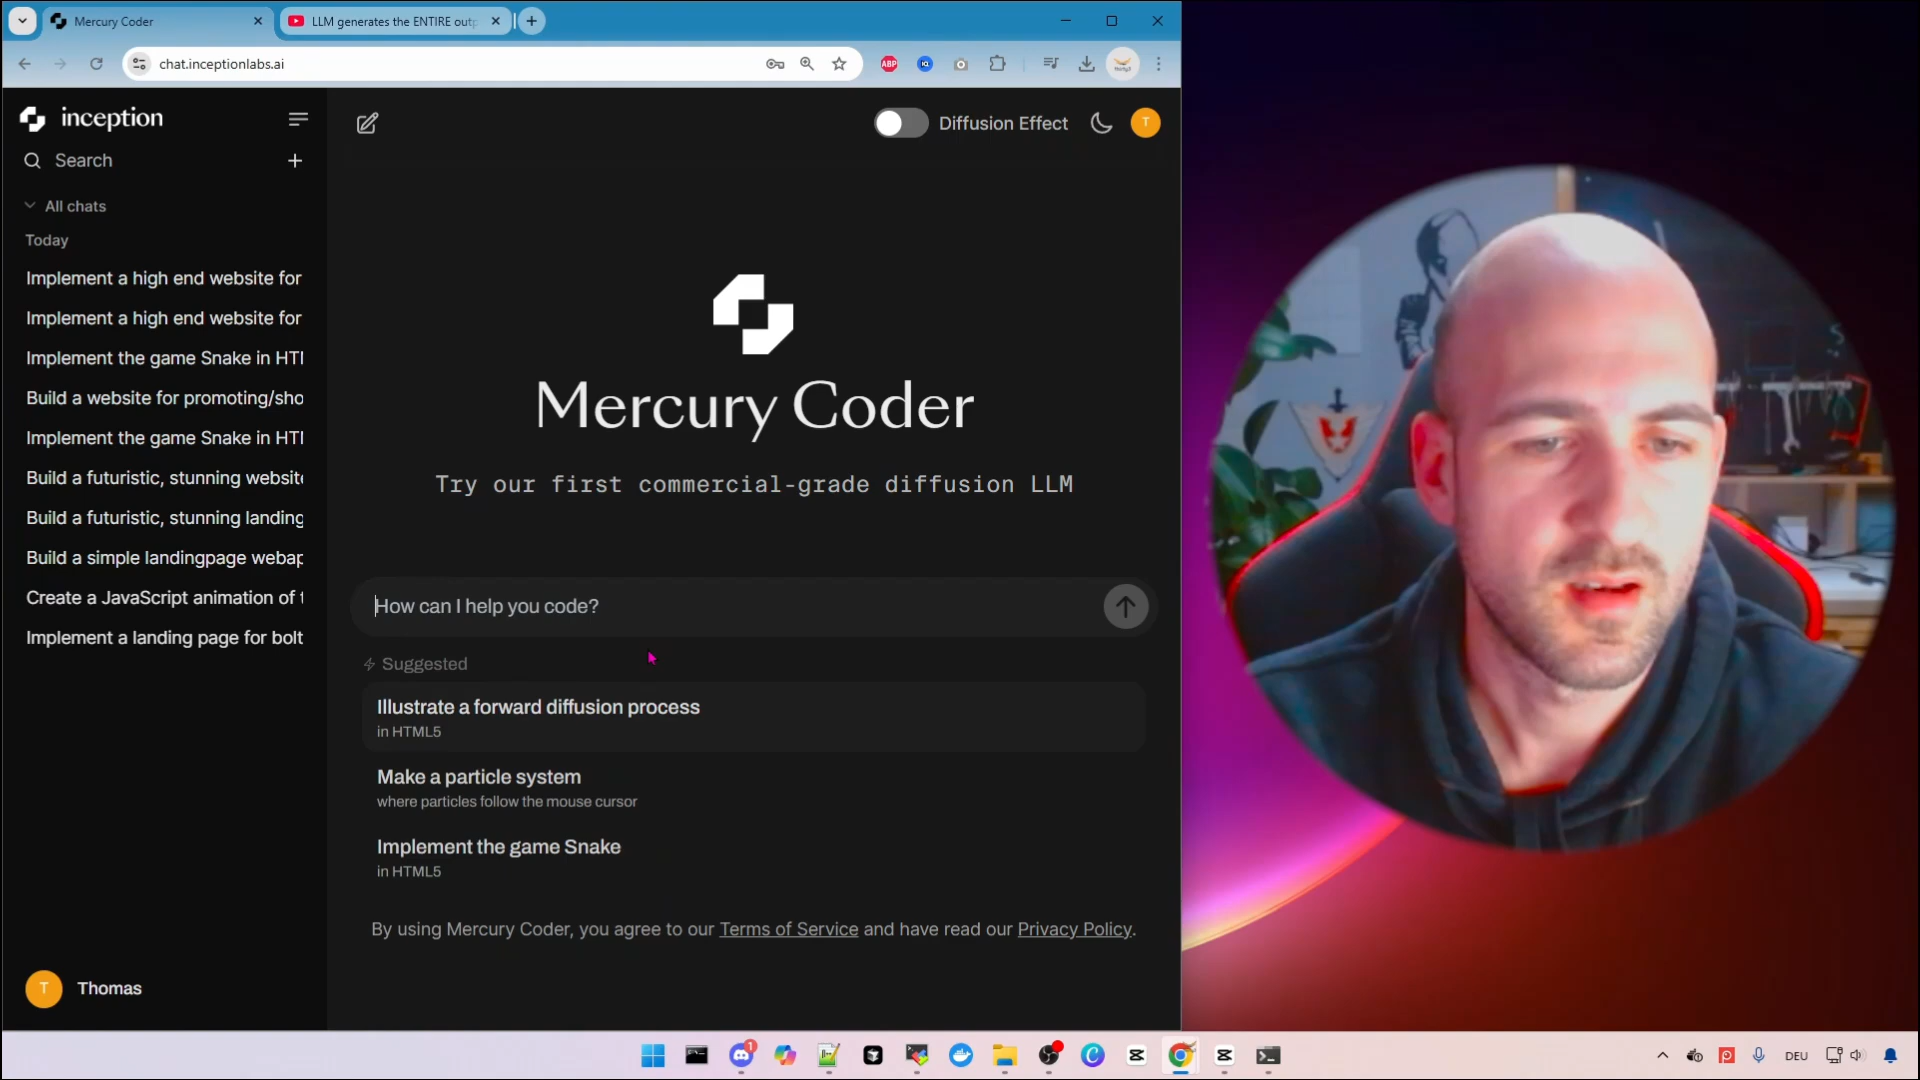 Mercury Coder
LLM generates the ENTIRE outp
chat.inceptionlabs.ai
ABP
inception
Search
All chats
Today
Implement a high end website for
Implement a high end website for
Implement the game Snake in HTM
Build a website for promoting/sho
Implement the game Snake in HTM
Build a futuristic, stunning website
Build a futuristic, stunning landing
Build a simple landingpage webap
Create a JavaScript animation of t
Implement a landing page for bolt
T
Thomas
Diffusion Effect
T
Mercury Coder
Try our first commercial-grade diffusion LLM
How can I help you code?
Suggested
Illustrate a forward diffusion process
in HTML5
Make a particle system
where particles follow the mouse cursor
Implement the game Snake
in HTML5
By using Mercury Coder, you agree to our Terms of Service and have read our Privacy Policy.
1
DEU